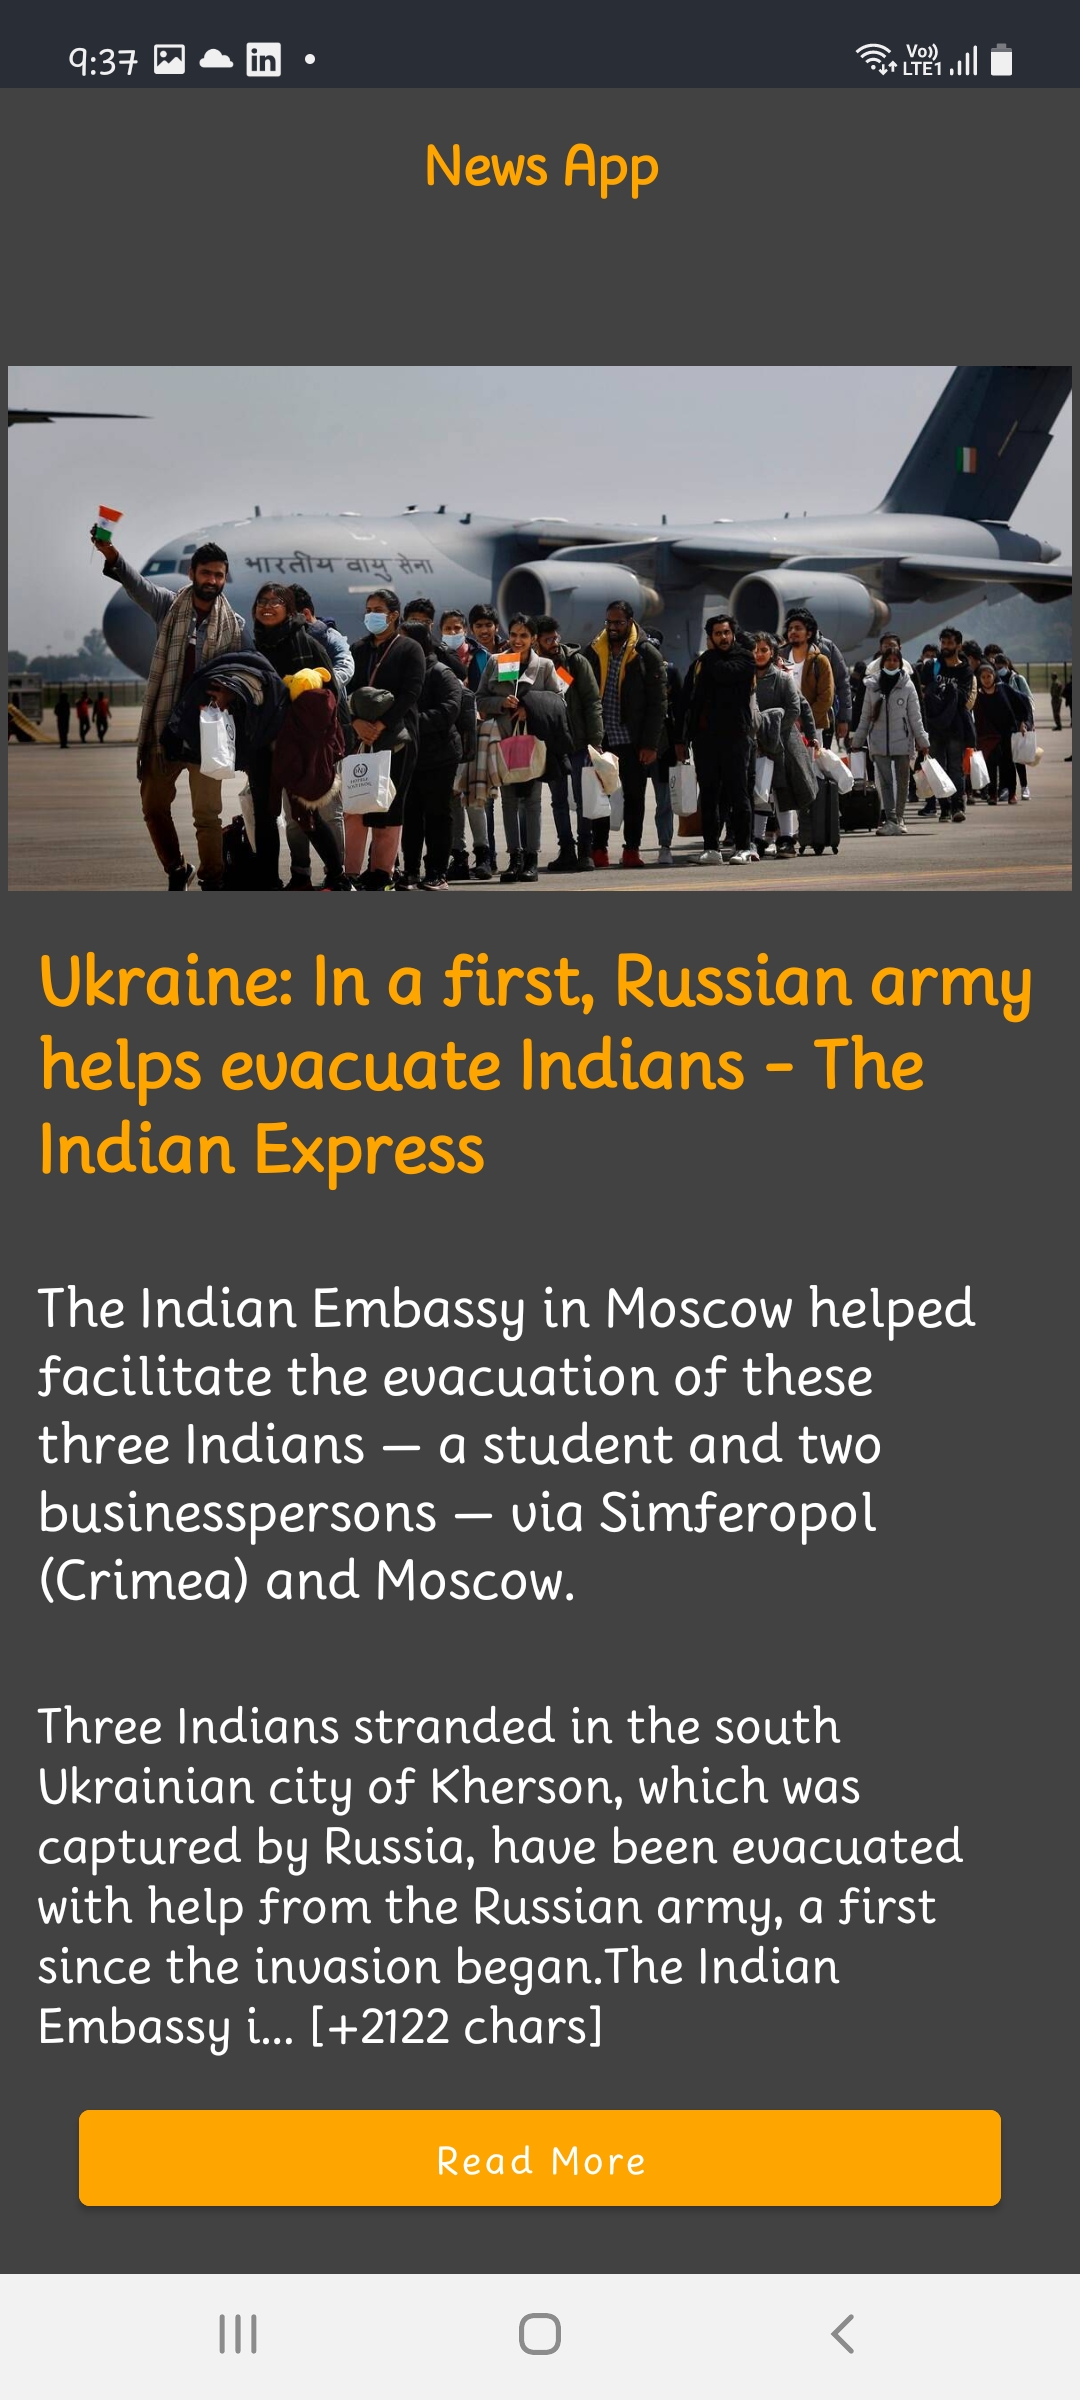 9:37
Vo))
LTE1
News App
भारतीय वायु सेना
Ukraine: In a first, Russian army
helps evacuate Indians - The
Indian Express
The Indian Embassy in Moscow helped
facilitate the evacuation of these
three Indians — a student and two
businesspersons — via Simferopol
(Crimea) and Moscow.
Three Indians stranded in the south
Ukrainian city of Kherson, which was
captured by Russia, have been evacuated
with help from the Russian army, a first
since the invasion began.The Indian
Embassy i... [+2122 chars]
Read More